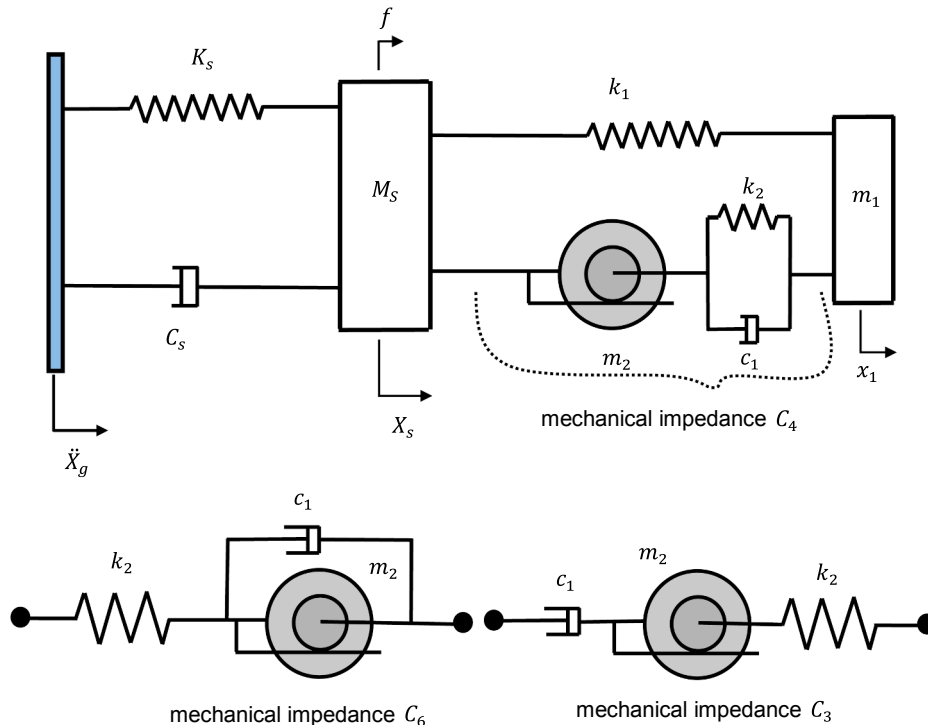 f
K_s
k_1
M_S
k_2
m_1
C_s
m_2
c_1
x_1
X_s
mechanical impedance C_4
Ẍ_g
c_1
k_2
m_2
mechanical impedance C_6
c_1
m_2
k_2
mechanical impedance C_3